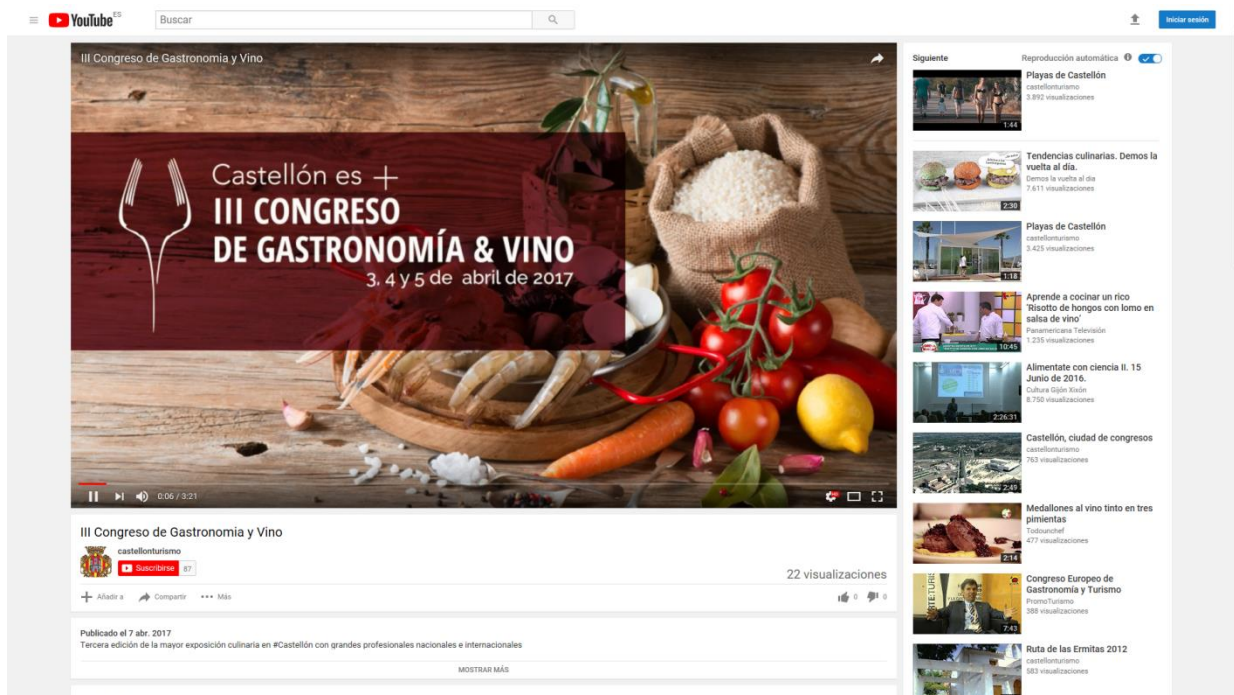 YouTube ES
Buscar
Iniciar sesión
III Congreso de Gastronomia y Vino
Castellón es +
III CONGRESO
DE GASTRONOMÍA & VINO
3, 4 y 5 de abril de 2017
0:06 / 3:21
III Congreso de Gastronomia y Vino
castellonturismo
Suscribirse 87
22 visualizaciones
Añadir a Compartir Más
0 0
Publicado el 7 abr. 2017
Tercera edición de la mayor exposición culinaria en #Castellón con grandes profesionales nacionales e internacionales
MOSTRAR MÁS
Siguiente Reproducción automática
Playas de Castellón
castellonturismo
3.892 visualizaciones
1:44
Tendencias culinarias. Demos la
vuelta al día.
Demos la vuelta al dia
7.611 visualizaciones
2:30
Playas de Castellón
castellonturismo
3.425 visualizaciones
1:18
Aprende a cocinar un rico
'Risotto de hongos con lomo en
salsa de vino'
Panamericana Televisión
1.235 visualizaciones
10:45
Alimentate con ciencia II. 15
Junio de 2016.
Cultura Gijón Xixón
8.750 visualizaciones
2:26:31
Castellón, ciudad de congresos
castellonturismo
763 visualizaciones
2:49
Medallones al vino tinto en tres
pimientas
Todounchef
477 visualizaciones
2:14
Congreso Europeo de
Gastronomía y Turismo
PromoTurismo
388 visualizaciones
7:43
Ruta de las Ermitas 2012
castellonturismo
583 visualizaciones